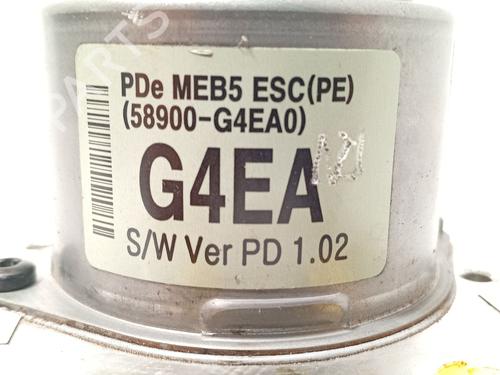 PDe MEB5 ESC(PE)
(58900-G4EA0)
G4EA
S/W Ver PD 1.02